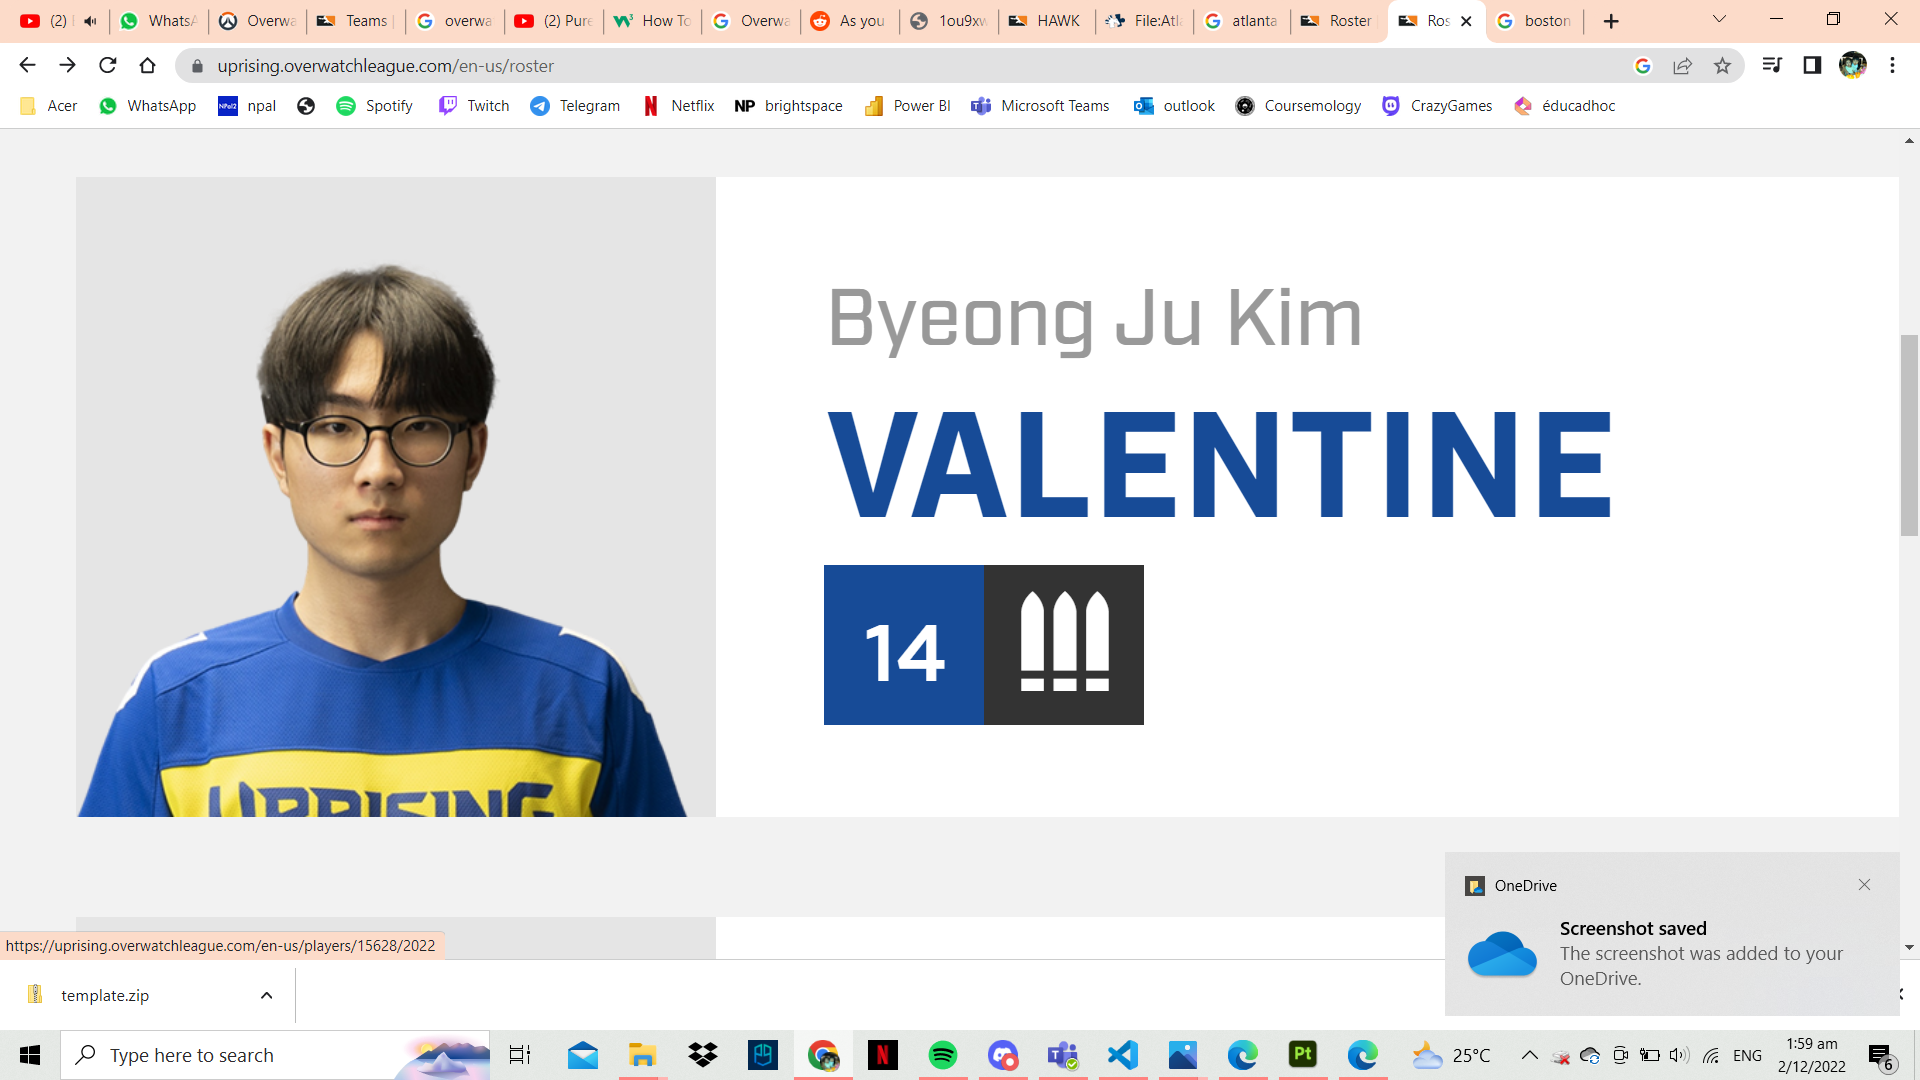 (2)
WhatsA
Overwa
Teams
overwa
(2) Pure
How To
Overwa
As you
1ou9xw
HAWK
File:Atla
atlanta
Roster
Ros
boston
uprising.overwatchleague.com/en-us/roster
Acer
WhatsApp
npal
Spotify
Twitch
Telegram
Netflix
NP brightspace
Power BI
Microsoft Teams
outlook
Coursemology
CrazyGames
éducadhoc
Byeong Ju Kim
VALENTINE
14
UPRISING
OneDrive
Screenshot saved
The screenshot was added to your
OneDrive.
https://uprising.overwatchleague.com/en-us/players/15628/2022
template.zip
Type here to search
25°C
ENG
1:59 am
2/12/2022
6